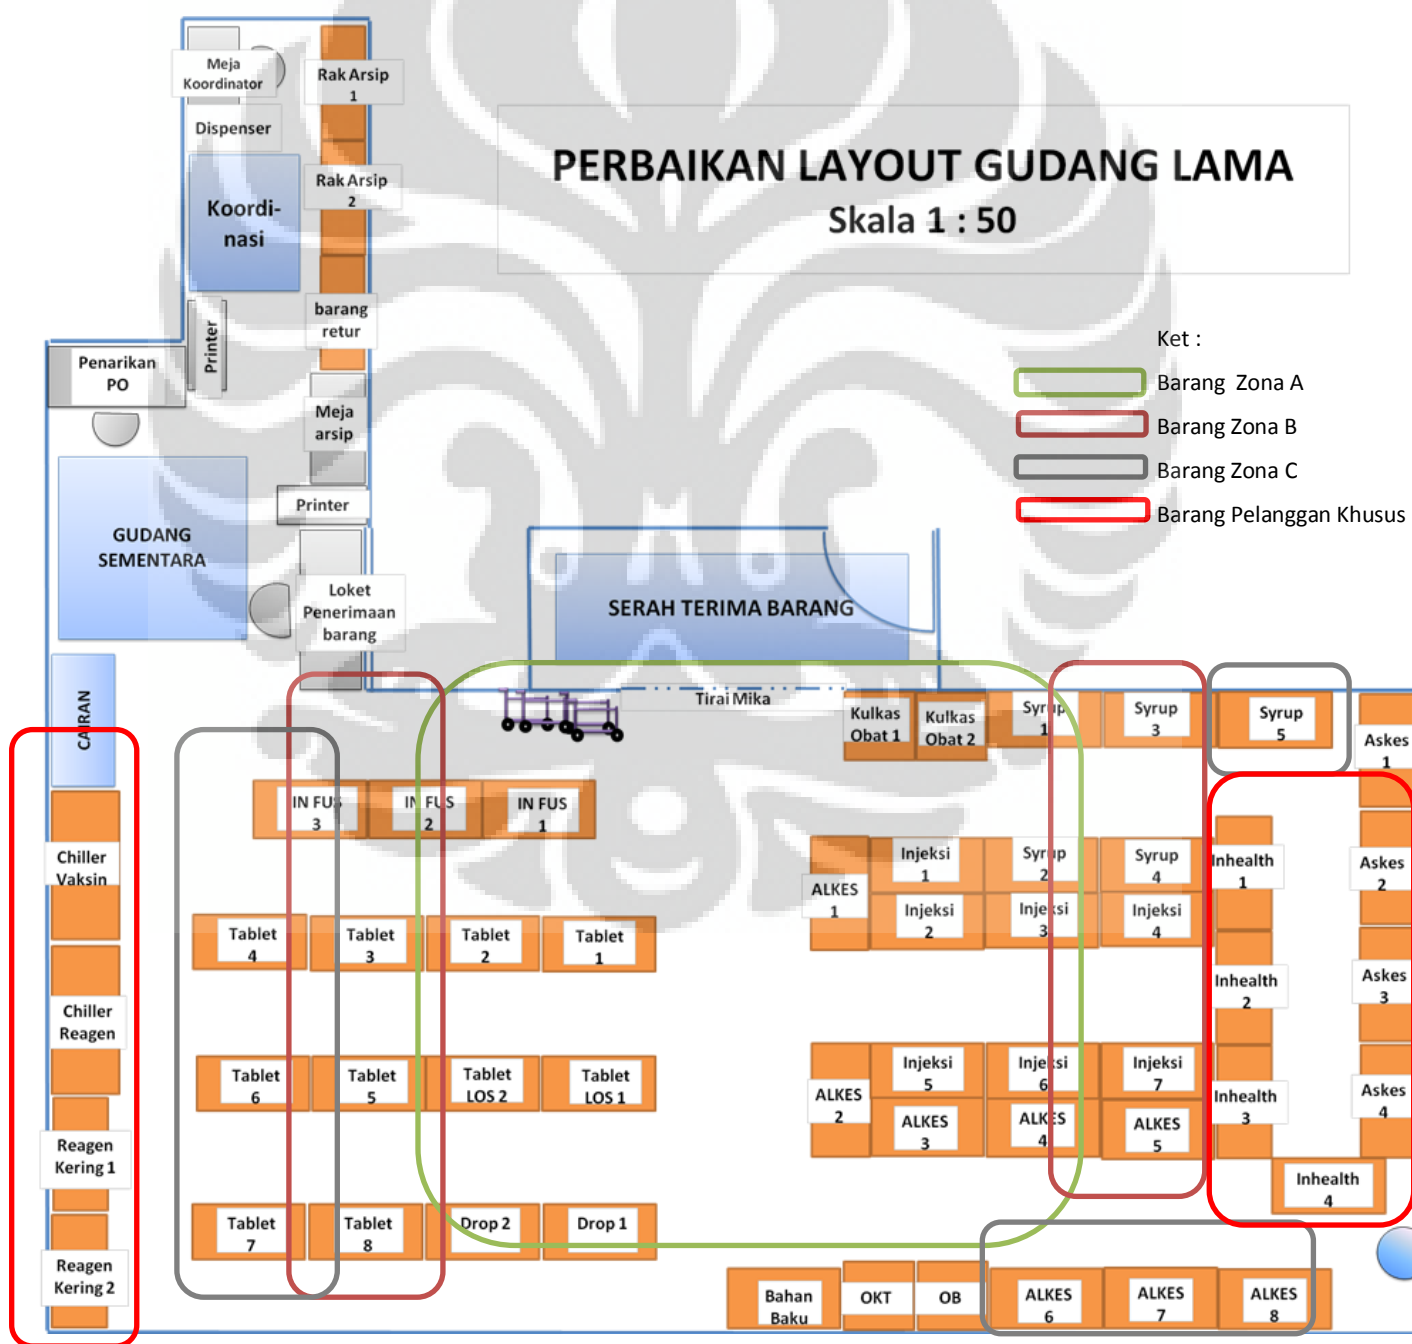 Meja
Koordinator
Rak Arsip
1
Dispenser
PERBAIKAN LAYOUT GUDANG LAMA
Skala 1 : 50
Rak Arsip
2
Koordi-
nasi
barang
retur
Printer
Penarikan
PO
Meja
arsip
Ket :
Barang Zona A
Barang Zona B
Barang Zona C
Barang Pelanggan Khusus
Printer
GUDANG
SEMENTARA
Loket
Penerimaan
barang
SERAH TERIMA BARANG
CAIRAN
Tirai Mika
Kulkas
Obat 1
Kulkas
Obat 2
Syrup
1
Syrup
3
Syrup
5
Askes
1
IN FUS
3
IN FUS
2
IN FUS
1
Chiller
Vaksin
ALKES
1
Injeksi
1
Syrup
2
Syrup
4
Inhealth
1
Askes
2
Injeksi
2
Injeksi
3
Injeksi
4
Tablet
4
Tablet
3
Tablet
2
Tablet
1
Chiller
Reagen
Inhealth
2
Askes
3
Tablet
6
Tablet
5
Tablet
LOS 2
Tablet
LOS 1
ALKES
2
Injeksi
5
Injeksi
6
Injeksi
7
Inhealth
3
Askes
4
ALKES
3
ALKES
4
ALKES
5
Reagen
Kering 1
Inhealth
4
Tablet
7
Tablet
8
Drop 2
Drop 1
Reagen
Kering 2
Bahan
Baku
OKT
OB
ALKES
6
ALKES
7
ALKES
8